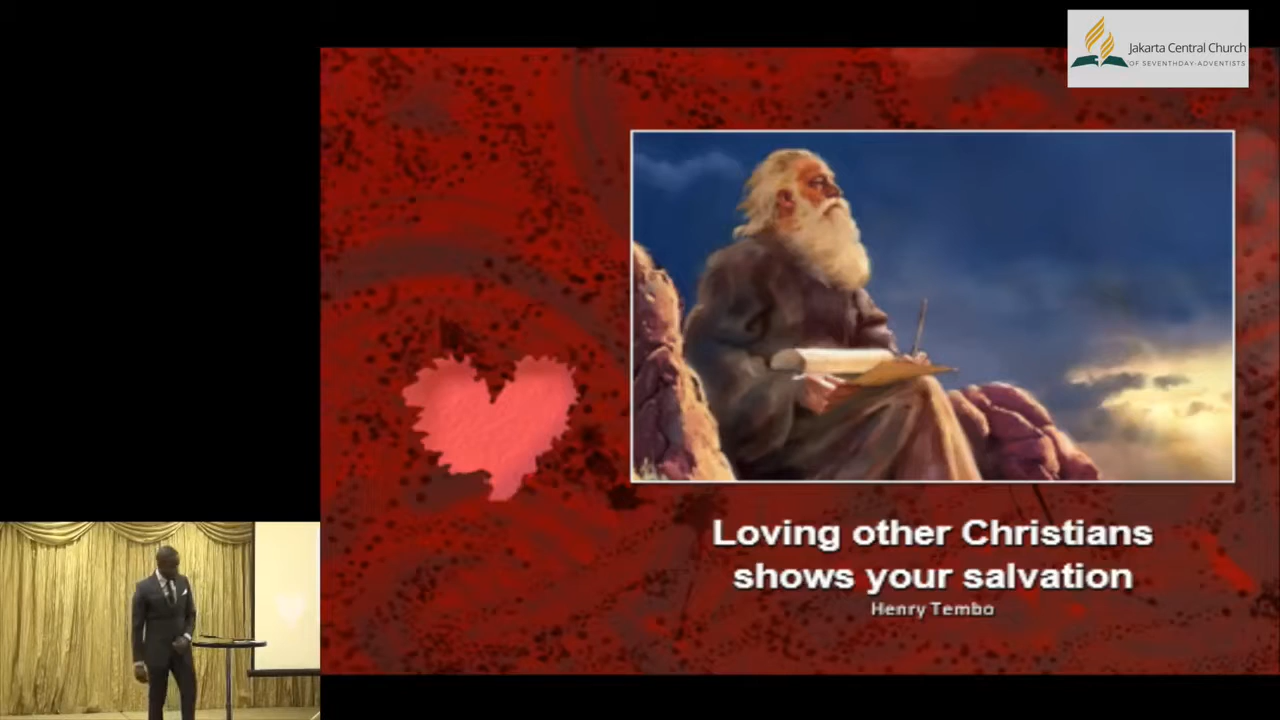 Jakarta Central Church
OF SEVENTHDAY-ADVENTISTS
Loving other Christians
shows your salvation
Henry Tembo